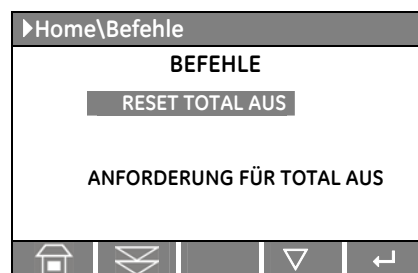 Home\Befehle
BEFEHLE
RESET TOTAL AUS
ANFORDERUNG FÜR TOTAL AUS